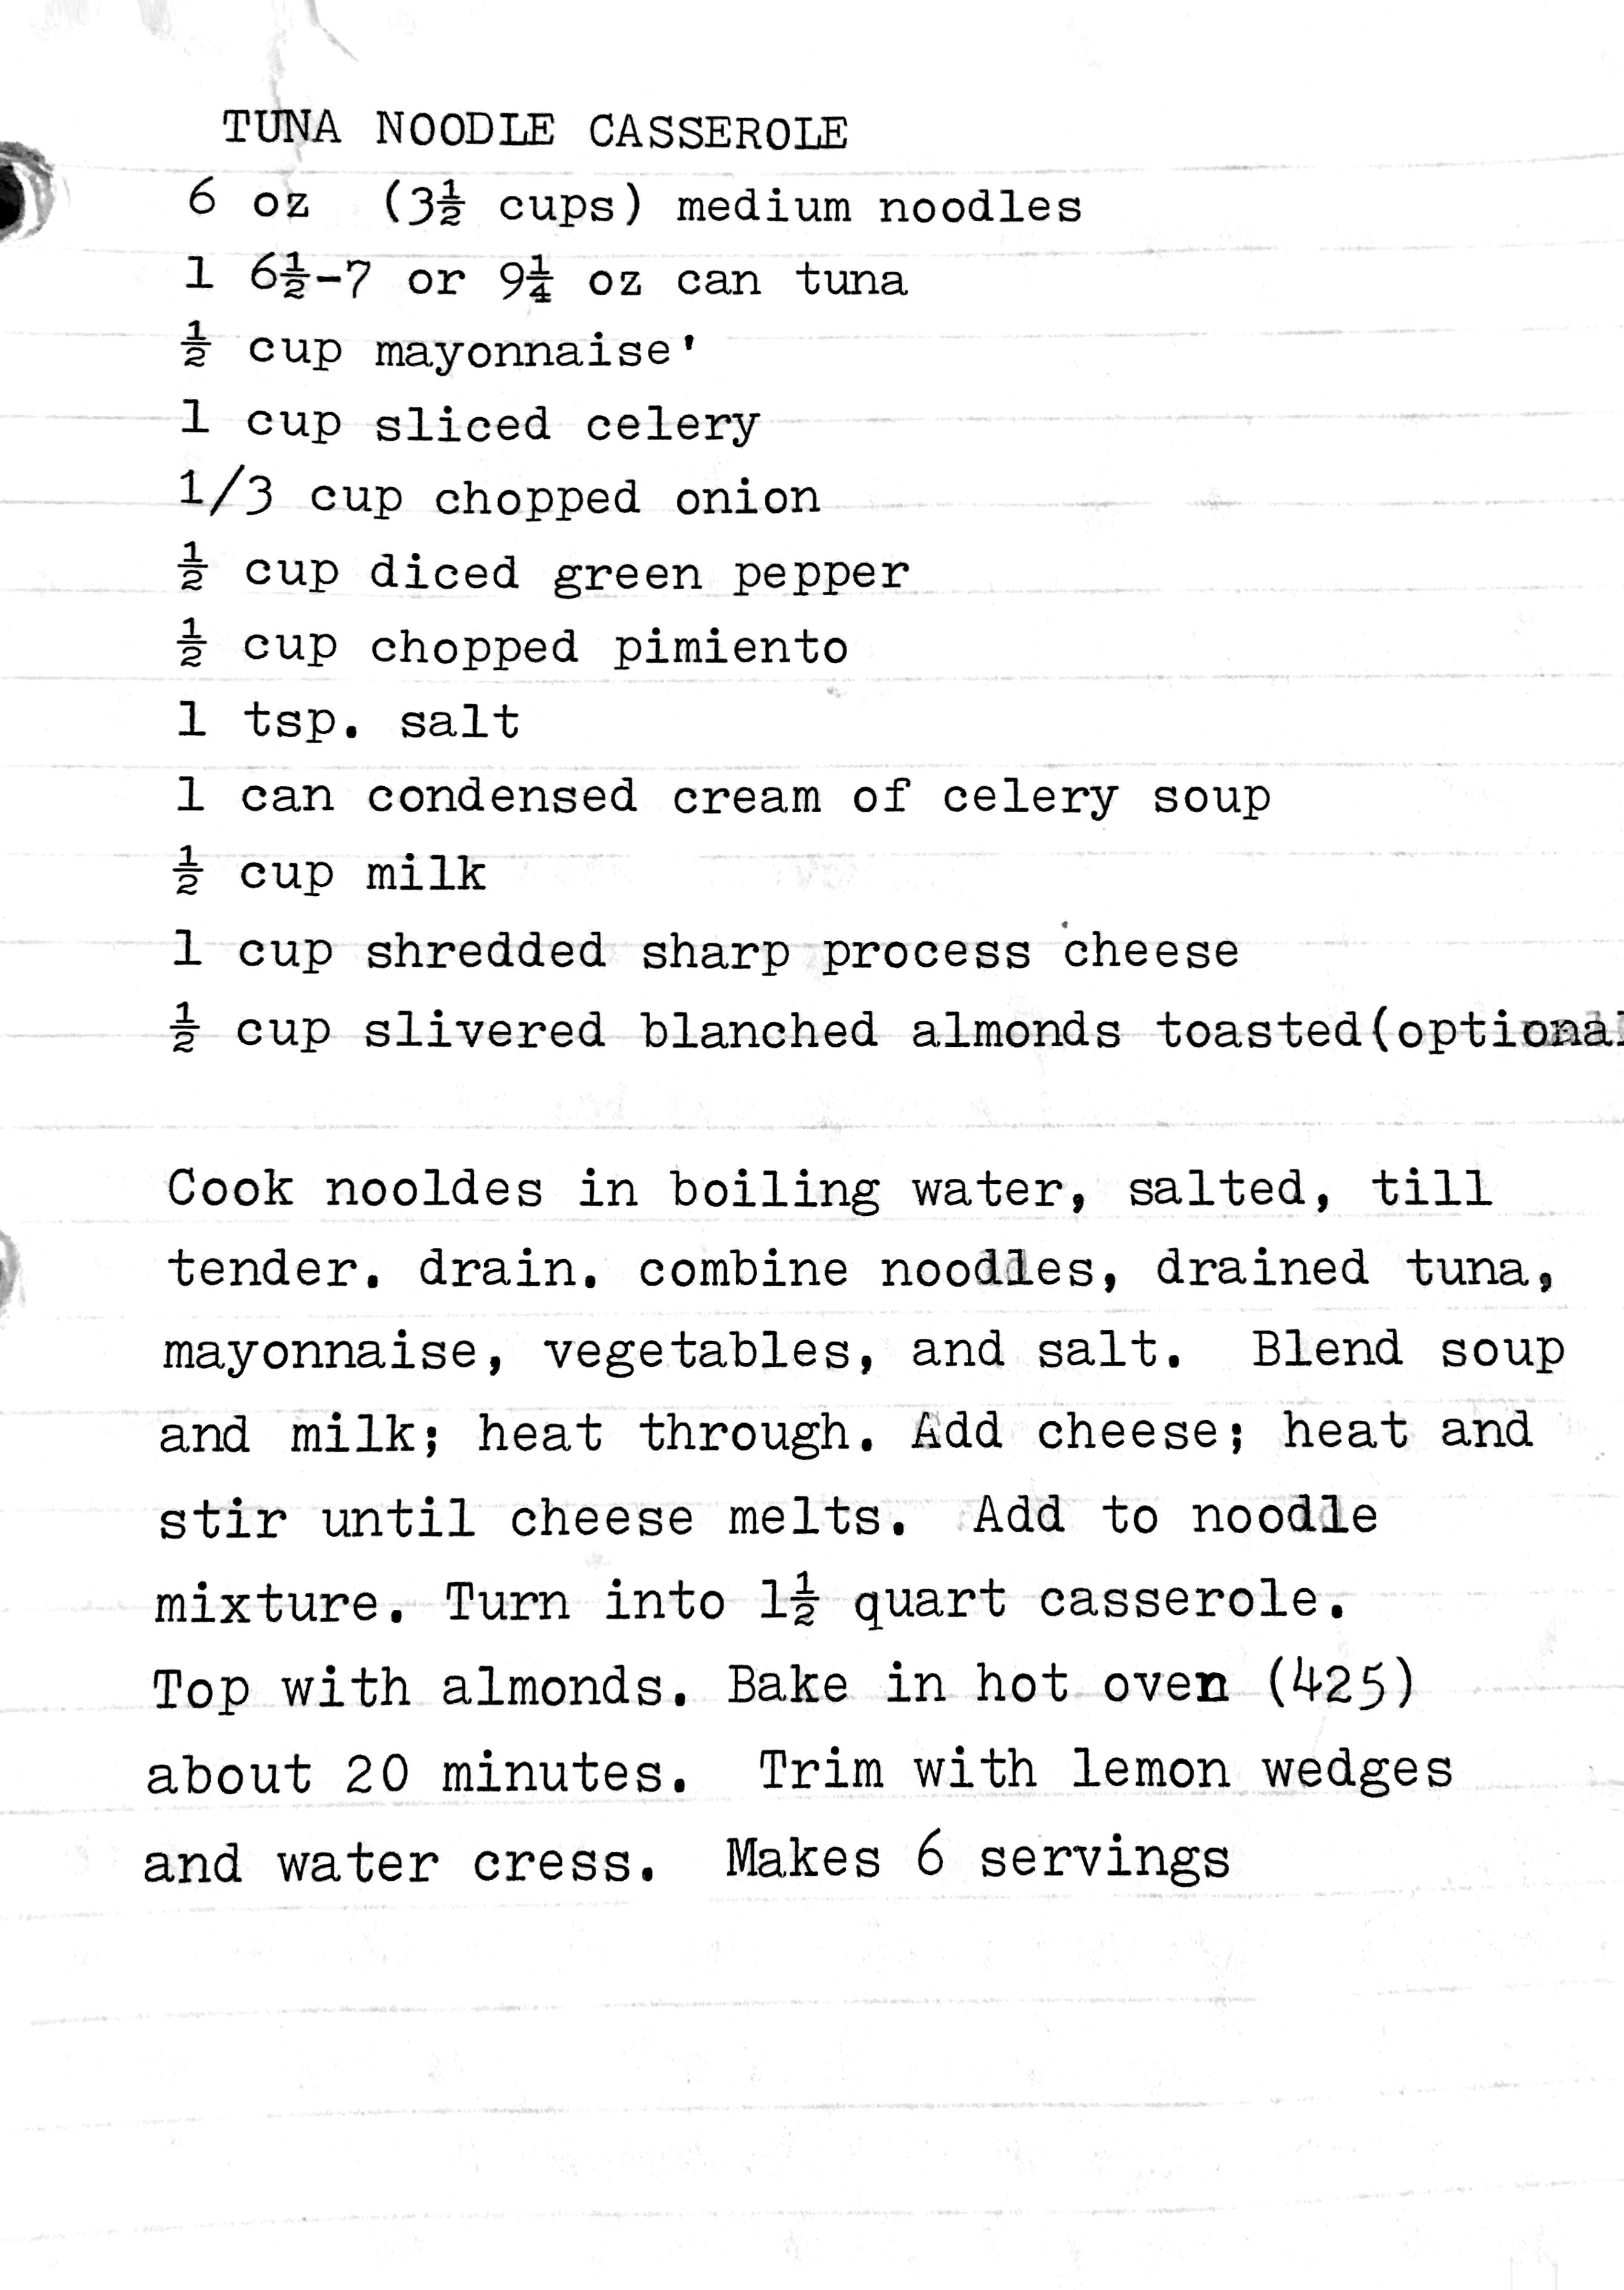 TUNA NOODLE CASSEROLE
6 oz (3½ cups) medium noodles
1 6½-7 or 9¼ oz can tuna
½ cup mayonnaise'
1 cup sliced celery
1/3 cup chopped onion
½ cup diced green pepper
½ cup chopped pimiento
1 tsp. salt
1 can condensed cream of celery soup
½ cup milk
1 cup shredded sharp process cheese
½ cup slivered blanched almonds toasted(optional
Cook nooldes in boiling water, salted, till
tender. drain. combine noodles, drained tuna,
mayonnaise, vegetables, and salt. Blend soup
and milk; heat through. Add cheese; heat and
stir until cheese melts. Add to noodle
mixture. Turn into 1½ quart casserole.
Top with almonds. Bake in hot oven (425)
about 20 minutes. Trim with lemon wedges
and water cress. Makes 6 servings